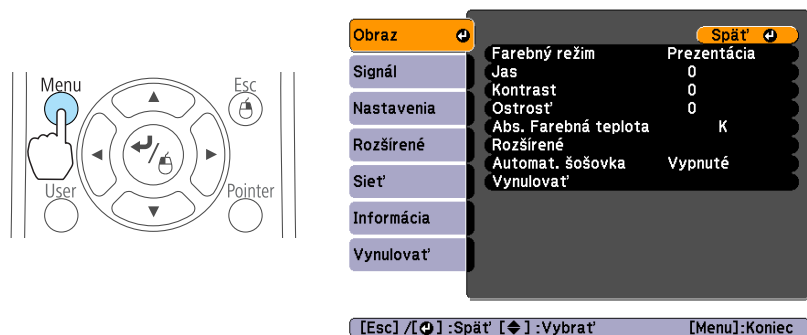 Menu
Esc
User
Pointer
Obraz
Signál
Nastavenia
Rozšírené
Sieť
Informácia
Vynulovať
Späť
Farebný režim Prezentácia
Jas 0
Kontrast 0
Ostrosť 0
Abs. Farebná teplota K
Rozšírené
Automat. šošovka Vypnuté
Vynulovať
[Esc] /[ ] :Späť [ ] :Vybrať [Menu]:Koniec